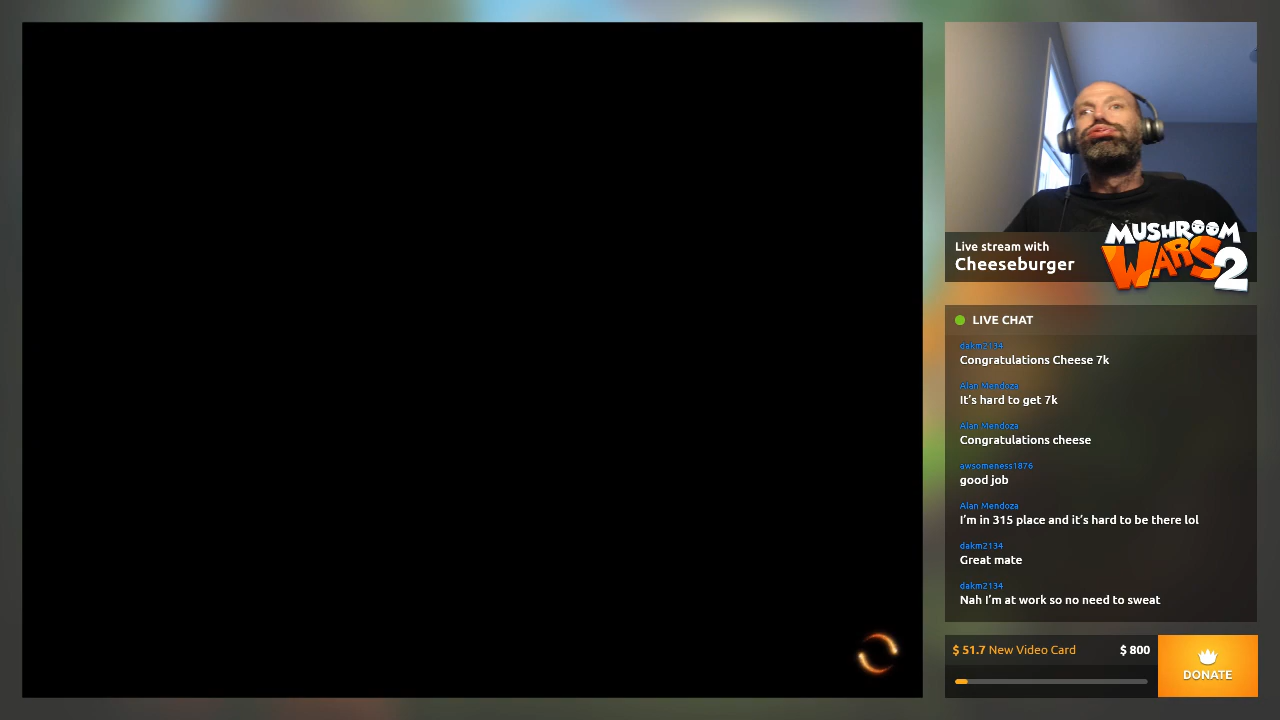 Live stream with
Cheeseburger
MUSHROOM
WARS
2
LIVE CHAT
dakm2134
Congratulations Cheese 7k
Alan Mendoza
It's hard to get 7k
Alan Mendoza
Congratulations cheese
awsomeness1876
good job
Alan Mendoza
I'm in 315 place and it's hard to be there lol
dakm2134
Great mate
dakm2134
Nah I'm at work so no need to sweat
$ 51.7 New Video Card $ 800
DONATE